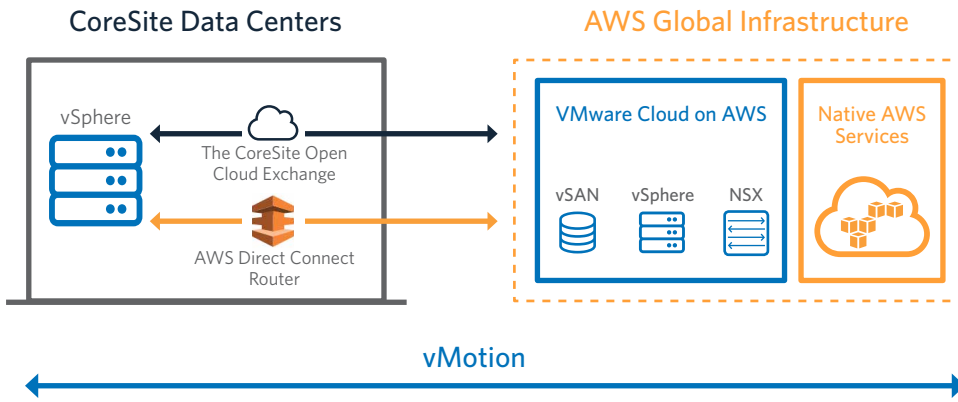 CoreSite Data Centers
AWS Global Infrastructure
vSphere
The CoreSite Open
Cloud Exchange
AWS Direct Connect
Router
VMware Cloud on AWS
vSAN
vSphere
NSX
Native AWS
Services
vMotion